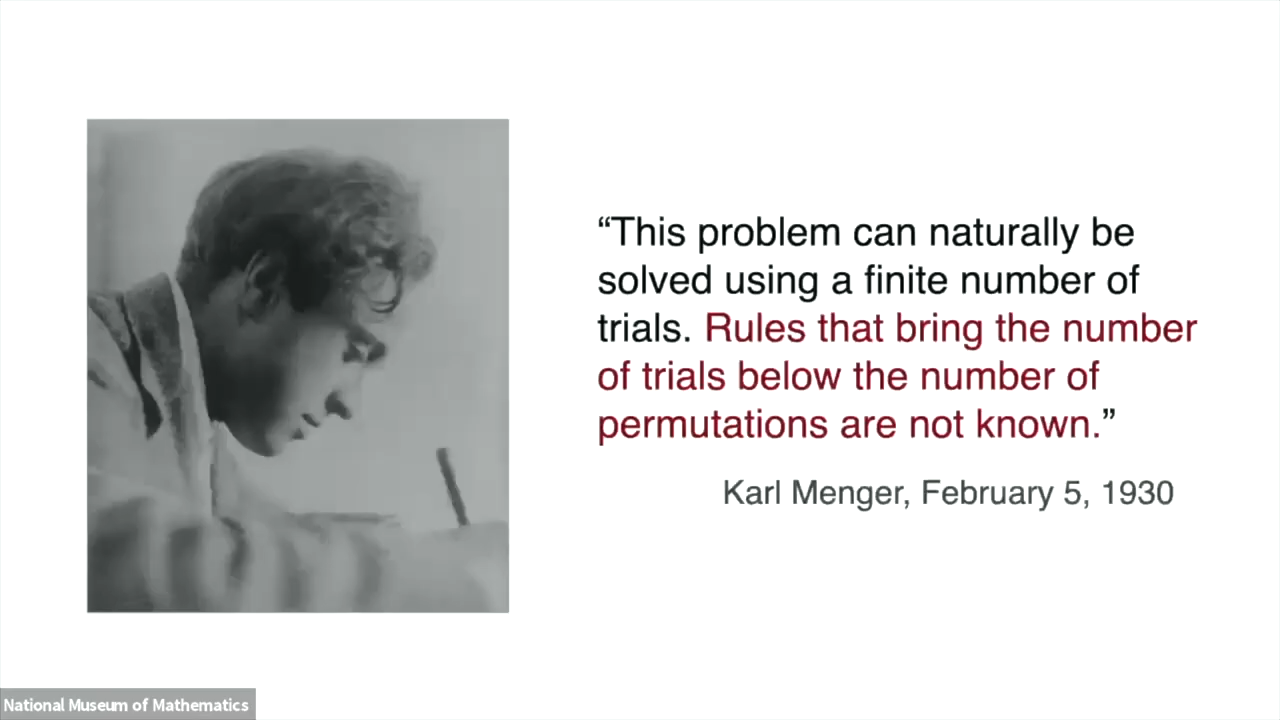 “This problem can naturally be
solved using a finite number of
trials. Rules that bring the number
of trials below the number of
permutations are not known.”
Karl Menger, February 5, 1930
National Museum of Mathematics